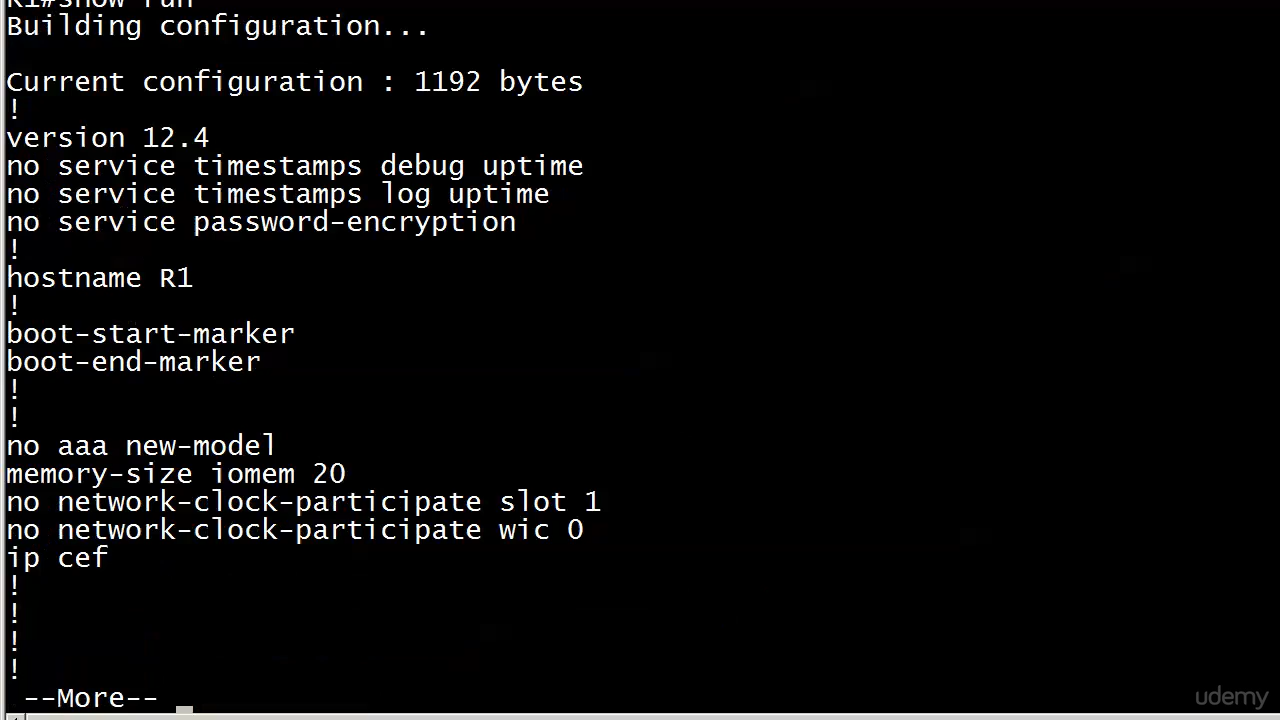 R1#show run
Building configuration...
Current configuration : 1192 bytes
!
version 12.4
no service timestamps debug uptime
no service timestamps log uptime
no service password-encryption
!
hostname R1
!
boot-start-marker
boot-end-marker
!
!
no aaa new-model
memory-size iomem 20
no network-clock-participate slot 1
no network-clock-participate wic 0
ip cef
!
!
!
!
--More--
udemy